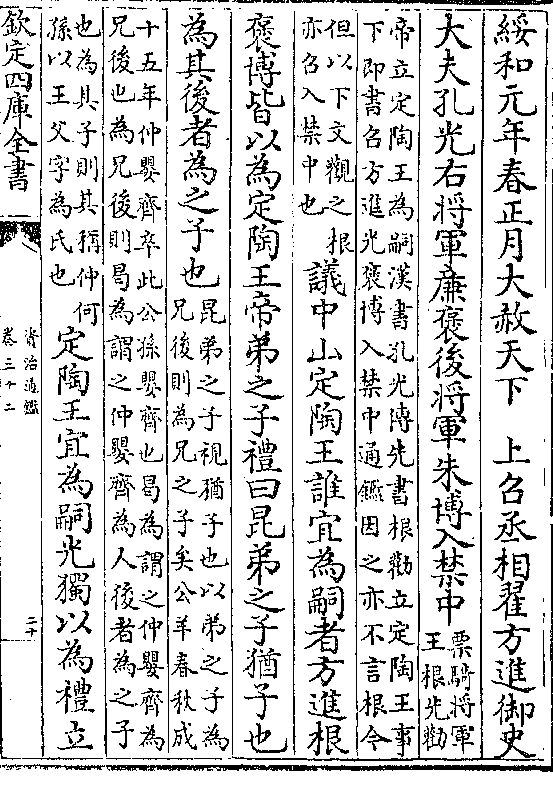 綏和元年春正月大赦天下　上召丞相翟方進御史
大夫孔光右将軍亷褒後将軍朱博入禁中
票騎将軍
王根先勸
帝立定陶王為嗣漢書孔光傳先書根勸立定陶王事
下即書召方進光褒博入禁中通鑑因之亦不言根今
但以下文觀之根
亦召入禁中也
議中山定陶王誰宜為嗣者方進根
褒博皆以為定陶王帝弟之子禮曰昆弟之子猶子也
為其後者為之子也
昆弟之子視猶子也以弟之子為
兄後則為兄之子矣公羊春秋成
十五年仲嬰齊卒此公孫嬰齊也曷為謂之仲嬰齊為
兄後也為兄後則曷為謂之仲嬰齊為人後者為之子
也為其子則其稱仲何
孫以王父字為氏也
定陶王宜為嗣光獨以為禮立
欽定四庫全書
資治通鑑
卷三十二
二十